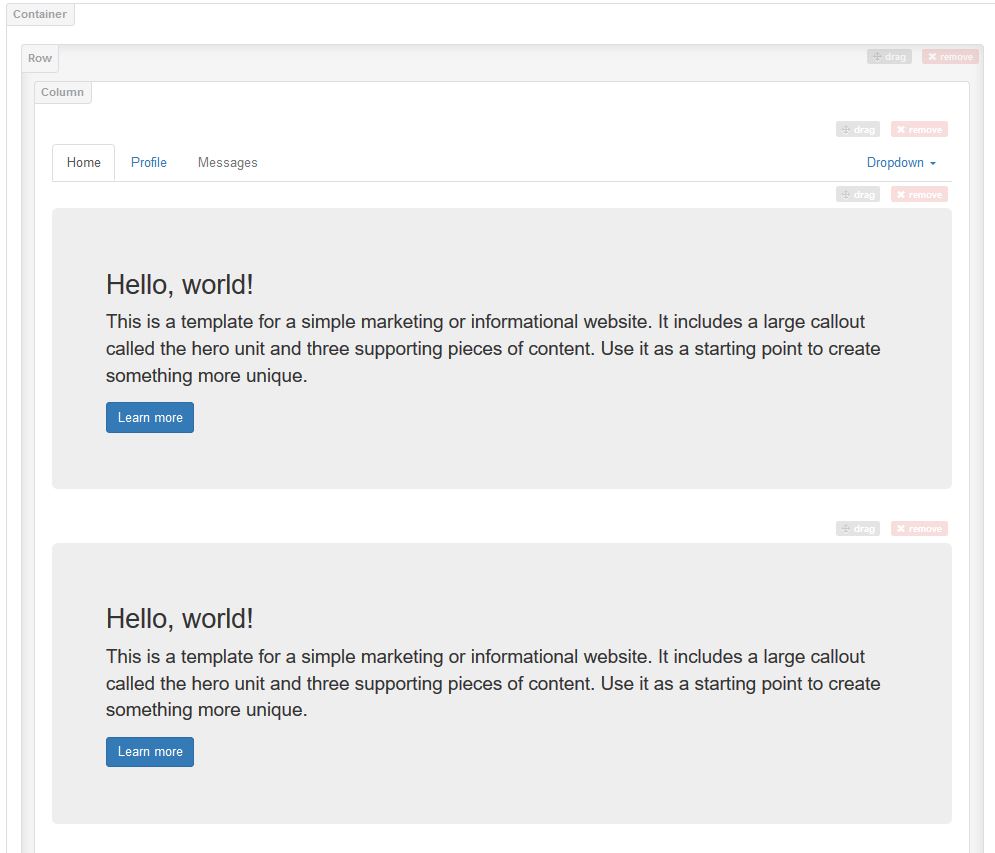 Container
Row drag remove
Column
drag remove
Home Profile Messages Dropdown
drag remove
Hello, world!
This is a template for a simple marketing or informational website. It includes a large callout
called the hero unit and three supporting pieces of content. Use it as a starting point to create
something more unique.
Learn more
drag remove
Hello, world!
This is a template for a simple marketing or informational website. It includes a large callout
called the hero unit and three supporting pieces of content. Use it as a starting point to create
something more unique.
Learn more